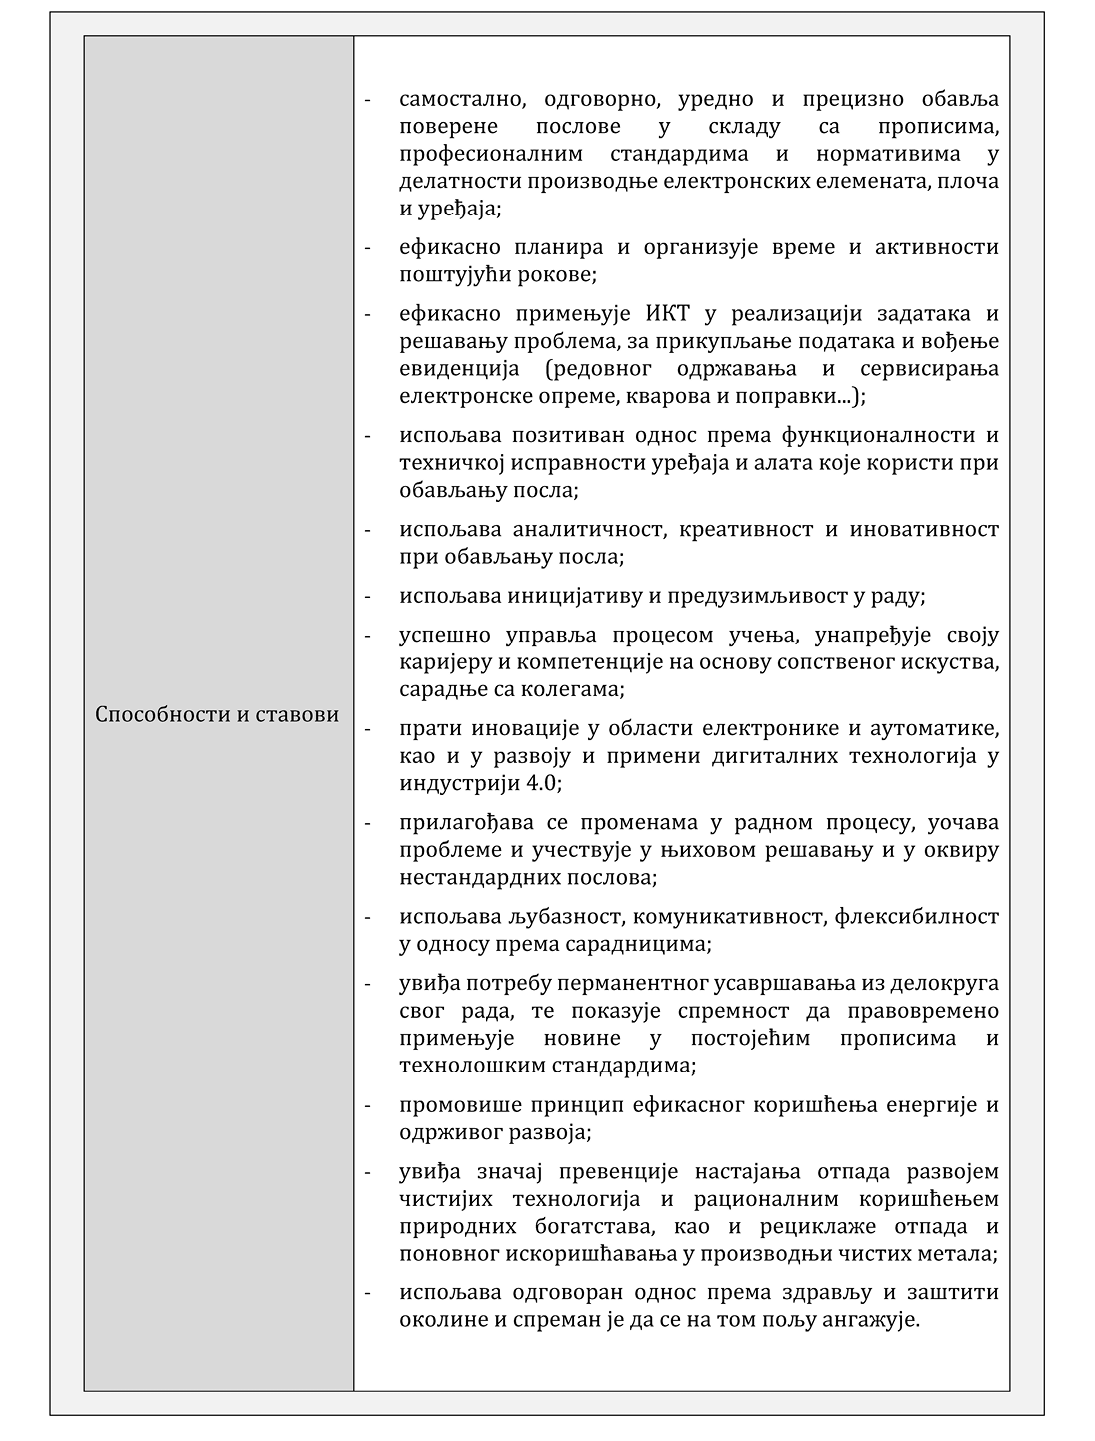 Способности и ставови
- самостално, одговорно, уредно и прецизно обавља
поверене послове у складу са прописима,
професионалним стандардима и нормативима у
делатности производње електронских елемената, плоча
и уређаја;
- ефикасно планира и организује време и активности
поштујући рокове;
- ефикасно примењује ИКТ у реализацији задатака и
решавању проблема, за прикупљање података и вођење
евиденција (редовног одржавања и сервисирања
електронске опреме, кварова и поправки...);
- испољава позитиван однос према функционалности и
техничкој исправности уређаја и алата које користи при
обављању посла;
- испољава аналитичност, креативност и иновативност
при обављању посла;
- испољава иницијативу и предузимљивост у раду;
- успешно управља процесом учења, унапређује своју
каријеру и компетенције на основу сопственог искуства,
сарадње са колегама;
- прати иновације у области електронике и аутоматике,
као и у развоју и примени дигиталних технологија у
индустрији 4.0;
- прилагођава се променама у радном процесу, уочава
проблеме и учествује у њиховом решавању и у оквиру
нестандардних послова;
- испољава љубазност, комуникативност, флексибилност
у односу према сарадницима;
- увиђа потребу перманентног усавршавања из делокруга
свог рада, те показује спремност да правовремено
примењује новине у постојећим прописима и
технолошким стандардима;
- промовише принцип ефикасног коришћења енергије и
одрживог развоја;
- увиђа значај превенције настајања отпада развојем
чистијих технологија и рационалним коришћењем
природних богатстава, као и рециклаже отпада и
поновног искоришћавања у производњи чистих метала;
- испољава одговоран однос према здрављу и заштити
околине и спреман је да се на том пољу ангажује.